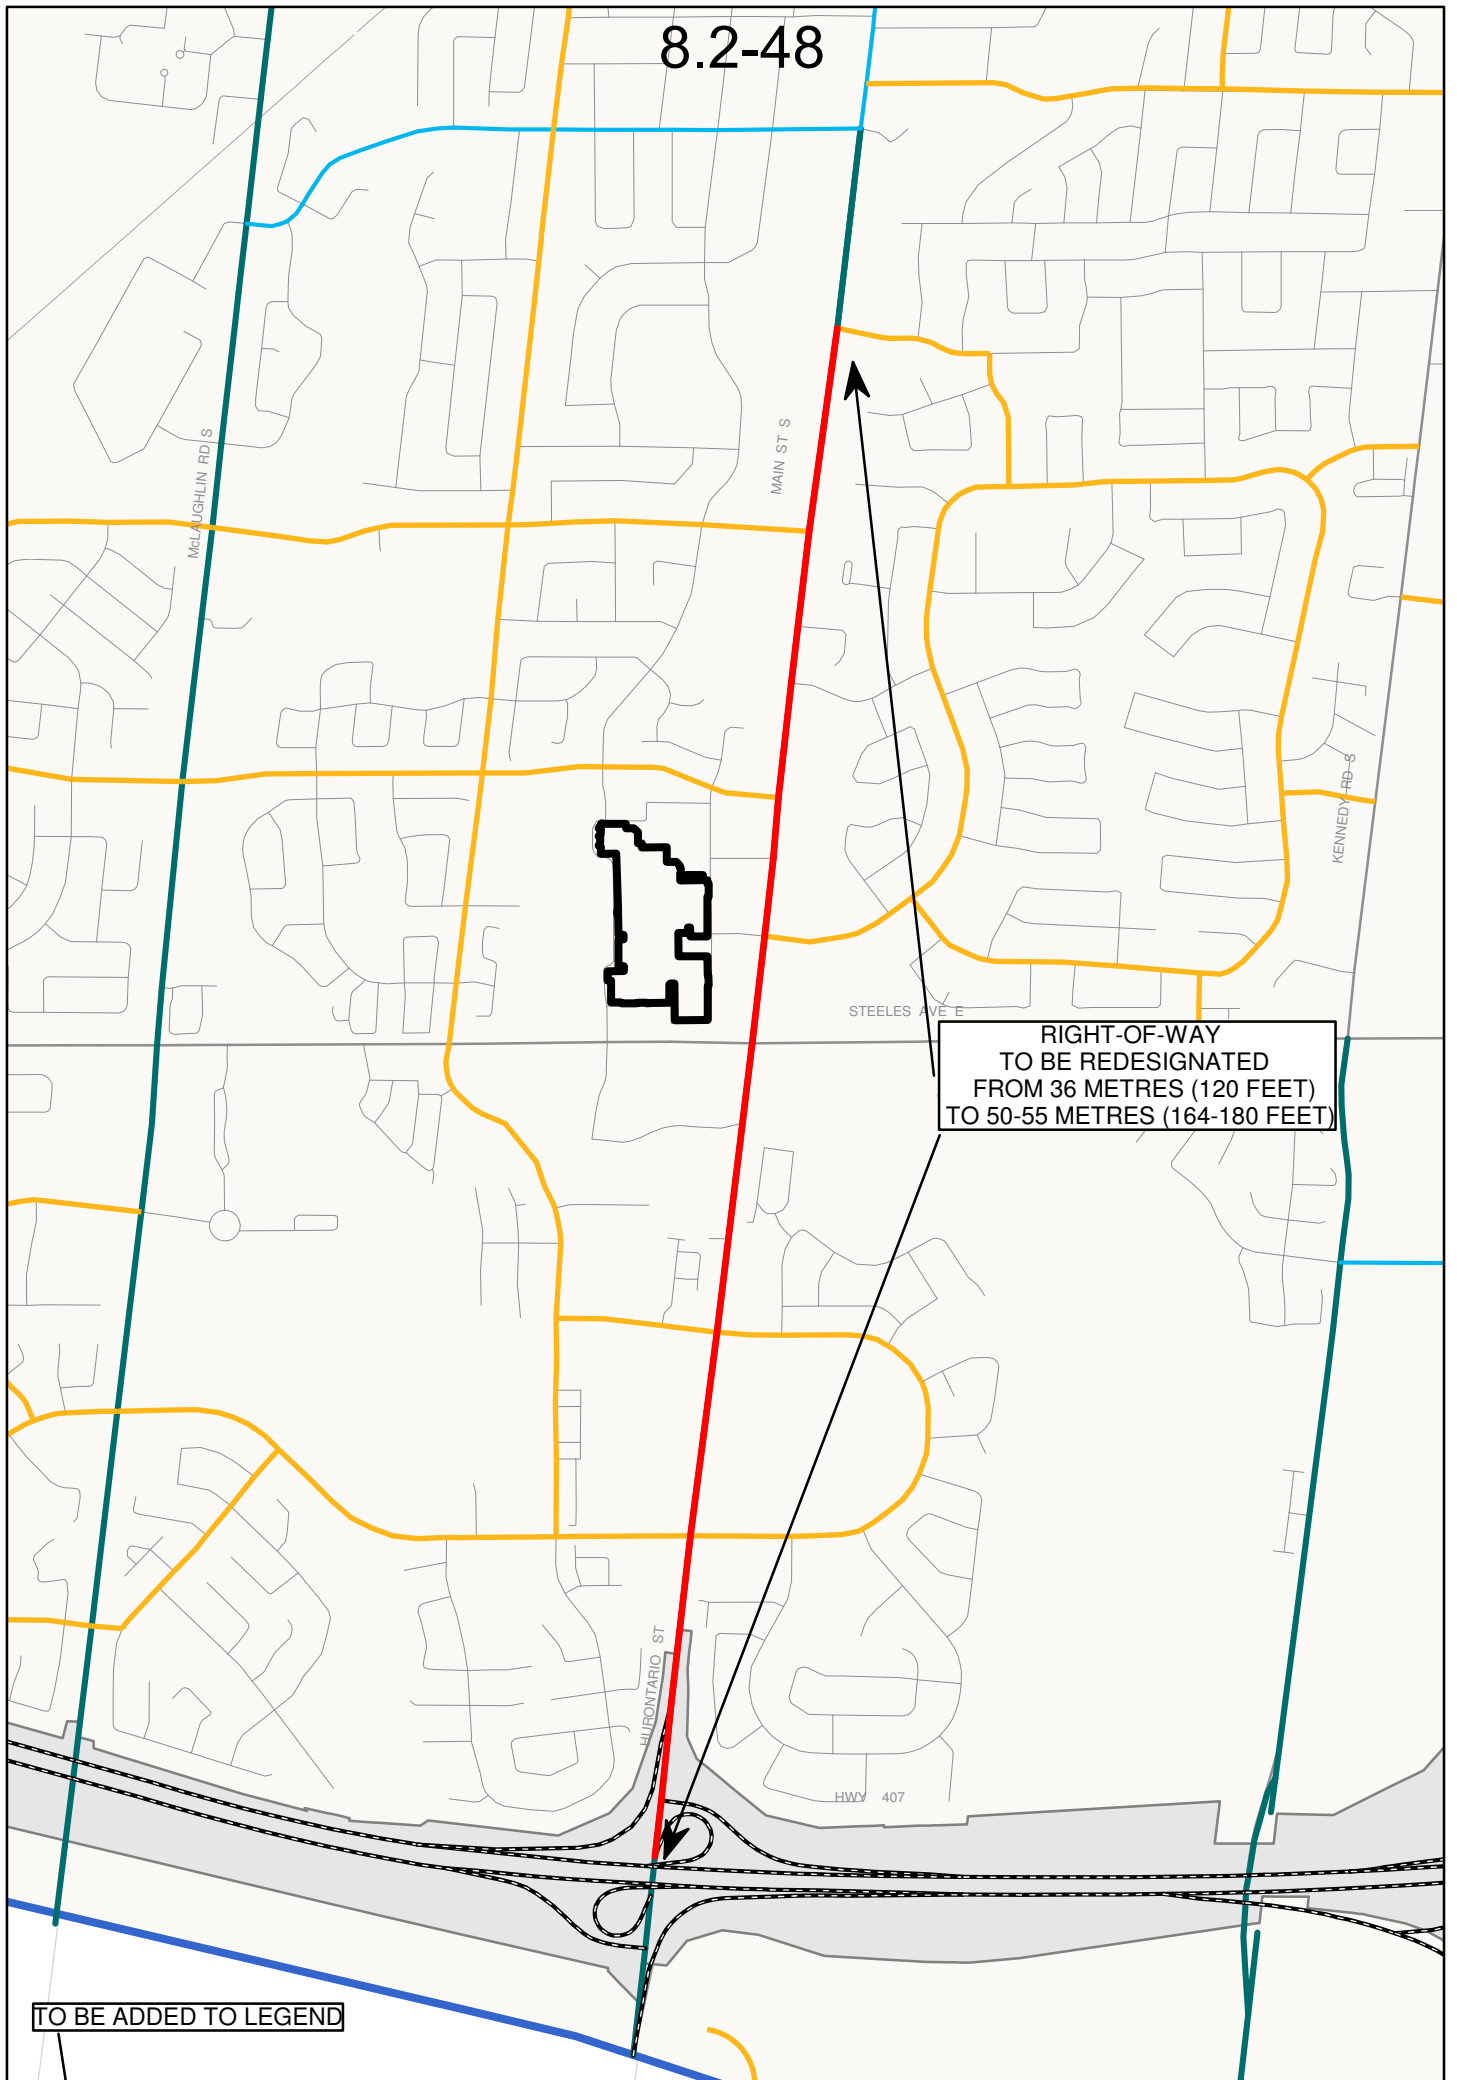 8.2-48
McLAUGHLIN RD S
MAIN ST S
KENNEDY RD S
STEELES AVE E
RIGHT-OF-WAY
TO BE REDESIGNATED
FROM 36 METRES (120 FEET)
TO 50-55 METRES (164-180 FEET)
HURONTARIO ST
HWY 407
TO BE ADDED TO LEGEND